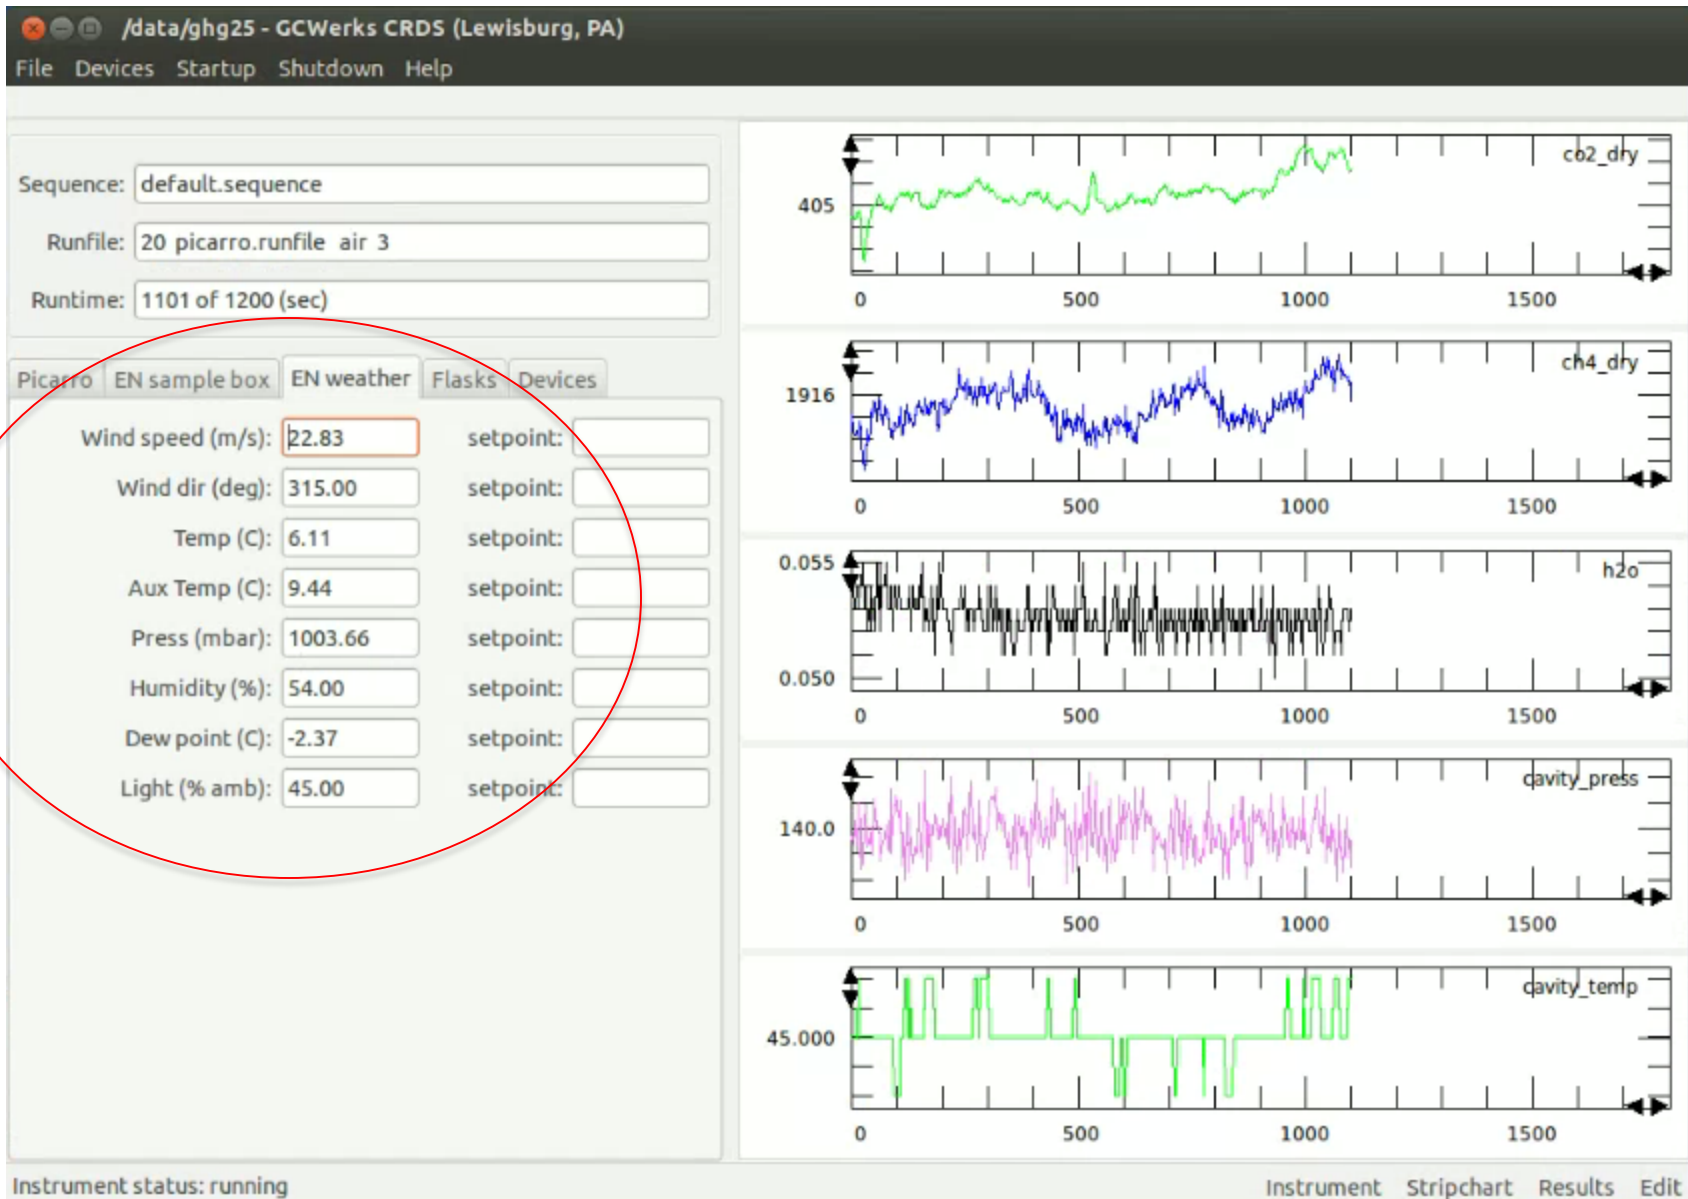 /data/ghg25 - GCWerks CRDS (Lewisburg, PA)
File Devices Startup Shutdown Help
Sequence: default.sequence
Runfile: 20 picarro.runfile air 3
Runtime: 1101 of 1200 (sec)
Picarro EN sample box EN weather Flasks Devices
Wind speed (m/s): 22.83 setpoint:
Wind dir (deg): 315.00 setpoint:
Temp (C): 6.11 setpoint:
Aux Temp (C): 9.44 setpoint:
Press (mbar): 1003.66 setpoint:
Humidity (%): 54.00 setpoint:
Dew point (C): -2.37 setpoint:
Light (% amb): 45.00 setpoint:
co2_dry
405
0 500 1000 1500
ch4_dry
1916
0 500 1000 1500
0.055
h2o
0.050
0 500 1000 1500
cavity_press
140.0
0 500 1000 1500
cavity_temp
45.000
0 500 1000 1500
Instrument status: running
Instrument Stripchart Results Edit